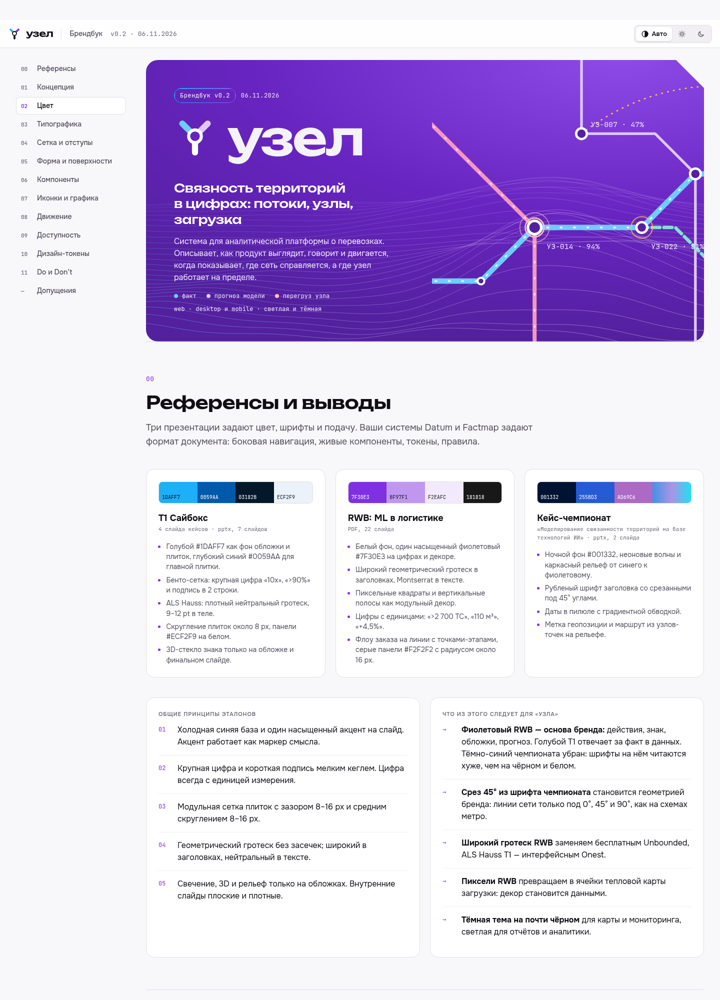 узел
Брендбук v0.2 · 06.11.2026
Авто
00 Референсы
01 Концепция
02 Цвет
03 Типографика
04 Сетка и отступы
05 Форма и поверхности
06 Компоненты
07 Иконки и графика
08 Движение
09 Доступность
10 Дизайн-токены
11 Do и Don't
— Допущения
Брендбук v0.2 06.11.2026
узел
Связность территорий
в цифрах: потоки, узлы,
загрузка
Система для аналитической платформы о перевозках.
Описывает, как продукт выглядит, говорит и двигается,
когда показывает, где сеть справляется, а где узел
работает на пределе.
факт
прогноз модели
перегруз узла
web · desktop и mobile · светлая и тёмная
УЗ-007 · 47%
УЗ-014 · 94%
00
Референсы и выводы
Три презентации задают цвет, шрифты и подачу. Ваши системы Datum и Factmap задают
формат документа: боковая навигация, живые компоненты, токены, правила.
1DAFF7 0059AA 03182B ECF2F9
Т1 Сайбокс
4 слайда кейсов · pptx, 7 слайдов
Голубой #1DAFF7 как фон обложки и
плиток, глубокий синий #0059AA для
главной плитки.
Бенто-сетка: крупная цифра «10x», «>90%»
и подпись в 2 строки.
ALS Hauss: плотный нейтральный гротеск,
9–12 pt в теле.
Скругление плиток около 8 px, панели
#ECF2F9 на белом.
3D-стекло знака только на обложке и
финальном слайде.
7F30E3 BF97F1 F2EAFC 181818
RWB: ML в логистике
PDF, 22 слайда
Белый фон, один насыщенный фиолетовый
#7F30E3 на цифрах и декоре.
Широкий геометрический гротеск в
заголовках, Montserrat в тексте.
Пиксельные квадраты и вертикальные
полосы как модульный декор.
Цифры с единицами: «>2 700 ТС», «110 м³»,
«+4,5%».
Флоу заказа на линии с точками-этапами,
серые панели #F2F2F2 с радиусом около
16 px.
001332 255BD3 AD69C6
Кейс-чемпионат
«Моделирование связанности территорий на базе
технологий ИИ» · pptx, 2 слайда
Ночной фон #001332, неоновые волны и
каркасный рельеф от синего к
фиолетовому.
Рубленый шрифт заголовка со срезанными
под 45° углами.
Даты в пилюле с градиентной обводкой.
Метка геопозиции и маршрут из узлов-
точек на рельефе.
ОБЩИЕ ПРИНЦИПЫ ЭТАЛОНОВ
01 Холодная синяя база и один насыщенный акцент на слайд.
Акцент работает как маркер смысла.
02 Крупная цифра и короткая подпись мелким кеглем. Цифра
всегда с единицей измерения.
03 Модульная сетка плиток с зазором 8–16 px и средним
скруглением 8–16 px.
04 Геометрический гротеск без засечек; широкий в
заголовках, нейтральный в тексте.
05 Свечение, 3D и рельеф только на обложках. Внутренние
слайды плоские и плотные.
ЧТО ИЗ ЭТОГО СЛЕДУЕТ ДЛЯ «УЗЛА»
→ Фиолетовый RWB — основа бренда: действия, знак,
обложки, прогноз. Голубой Т1 отвечает за факт в данных.
Тёмно-синий чемпионата убран: шрифты на нём читаются
хуже, чем на чёрном и белом.
→ Срез 45° из шрифта чемпионата становится геометрией
бренда: линии сети только под 0°, 45° и 90°, как на схемах
метро.
→ Широкий гротеск RWB заменяем бесплатным Unbounded,
ALS Hauss T1 — интерфейсным Onest.
→ Пиксели RWB превращаем в ячейки тепловой карты
загрузки: декор становится данными.
→ Тёмная тема на почти чёрном для карты и мониторинга,
светлая для отчётов и аналитики.